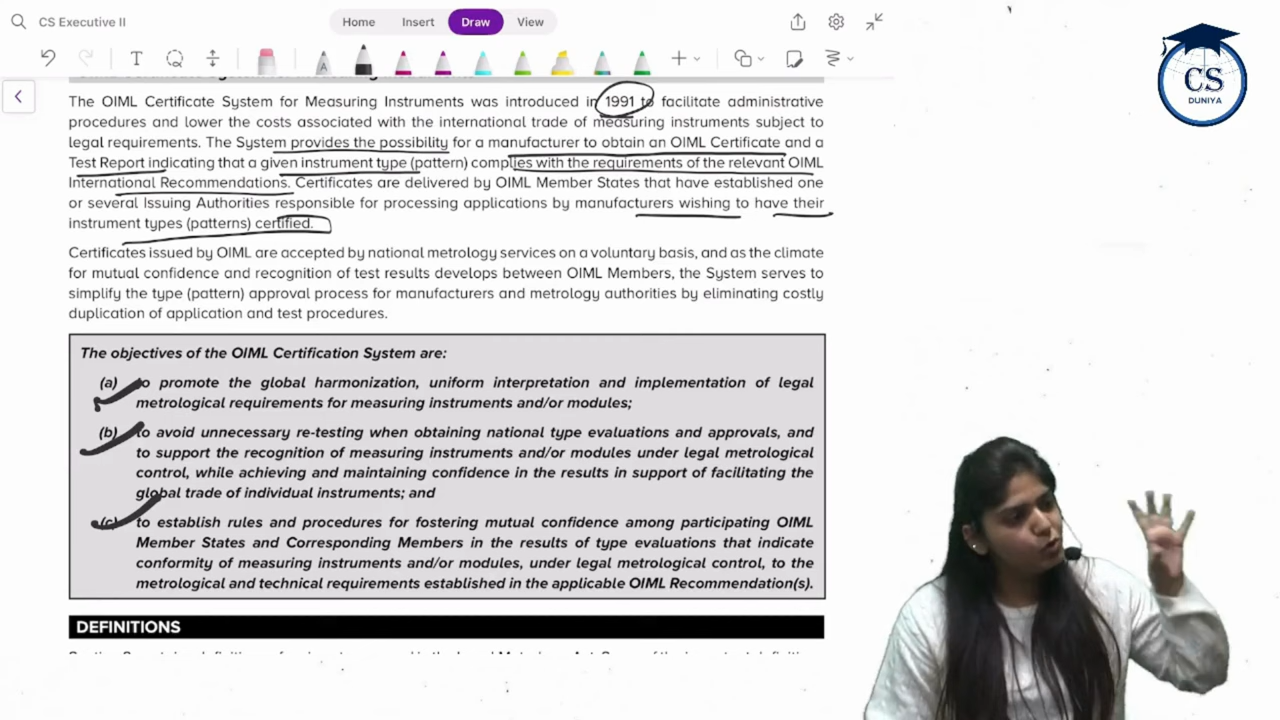 CS Executive II
Home Insert Draw View
CS
DUNIYA
The OIML Certificate System for Measuring Instruments was introduced in 1991 to facilitate administrative
procedures and lower the costs associated with the international trade of measuring instruments subject to
legal requirements. The System provides the possibility for a manufacturer to obtain an OIML Certificate and a
Test Report indicating that a given instrument type (pattern) complies with the requirements of the relevant OIML
International Recommendations. Certificates are delivered by OIML Member States that have established one
or several Issuing Authorities responsible for processing applications by manufacturers wishing to have their
instrument types (patterns) certified.
Certificates issued by OIML are accepted by national metrology services on a voluntary basis, and as the climate
for mutual confidence and recognition of test results develops between OIML Members, the System serves to
simplify the type (pattern) approval process for manufacturers and metrology authorities by eliminating costly
duplication of application and test procedures.
The objectives of the OIML Certification System are:
(a) to promote the global harmonization, uniform interpretation and implementation of legal
metrological requirements for measuring instruments and/or modules;
(b) to avoid unnecessary re-testing when obtaining national type evaluations and approvals, and
to support the recognition of measuring instruments and/or modules under legal metrological
control, while achieving and maintaining confidence in the results in support of facilitating the
global trade of individual instruments; and
(c) to establish rules and procedures for fostering mutual confidence among participating OIML
Member States and Corresponding Members in the results of type evaluations that indicate
conformity of measuring instruments and/or modules, under legal metrological control, to the
metrological and technical requirements established in the applicable OIML Recommendation(s).
DEFINITIONS